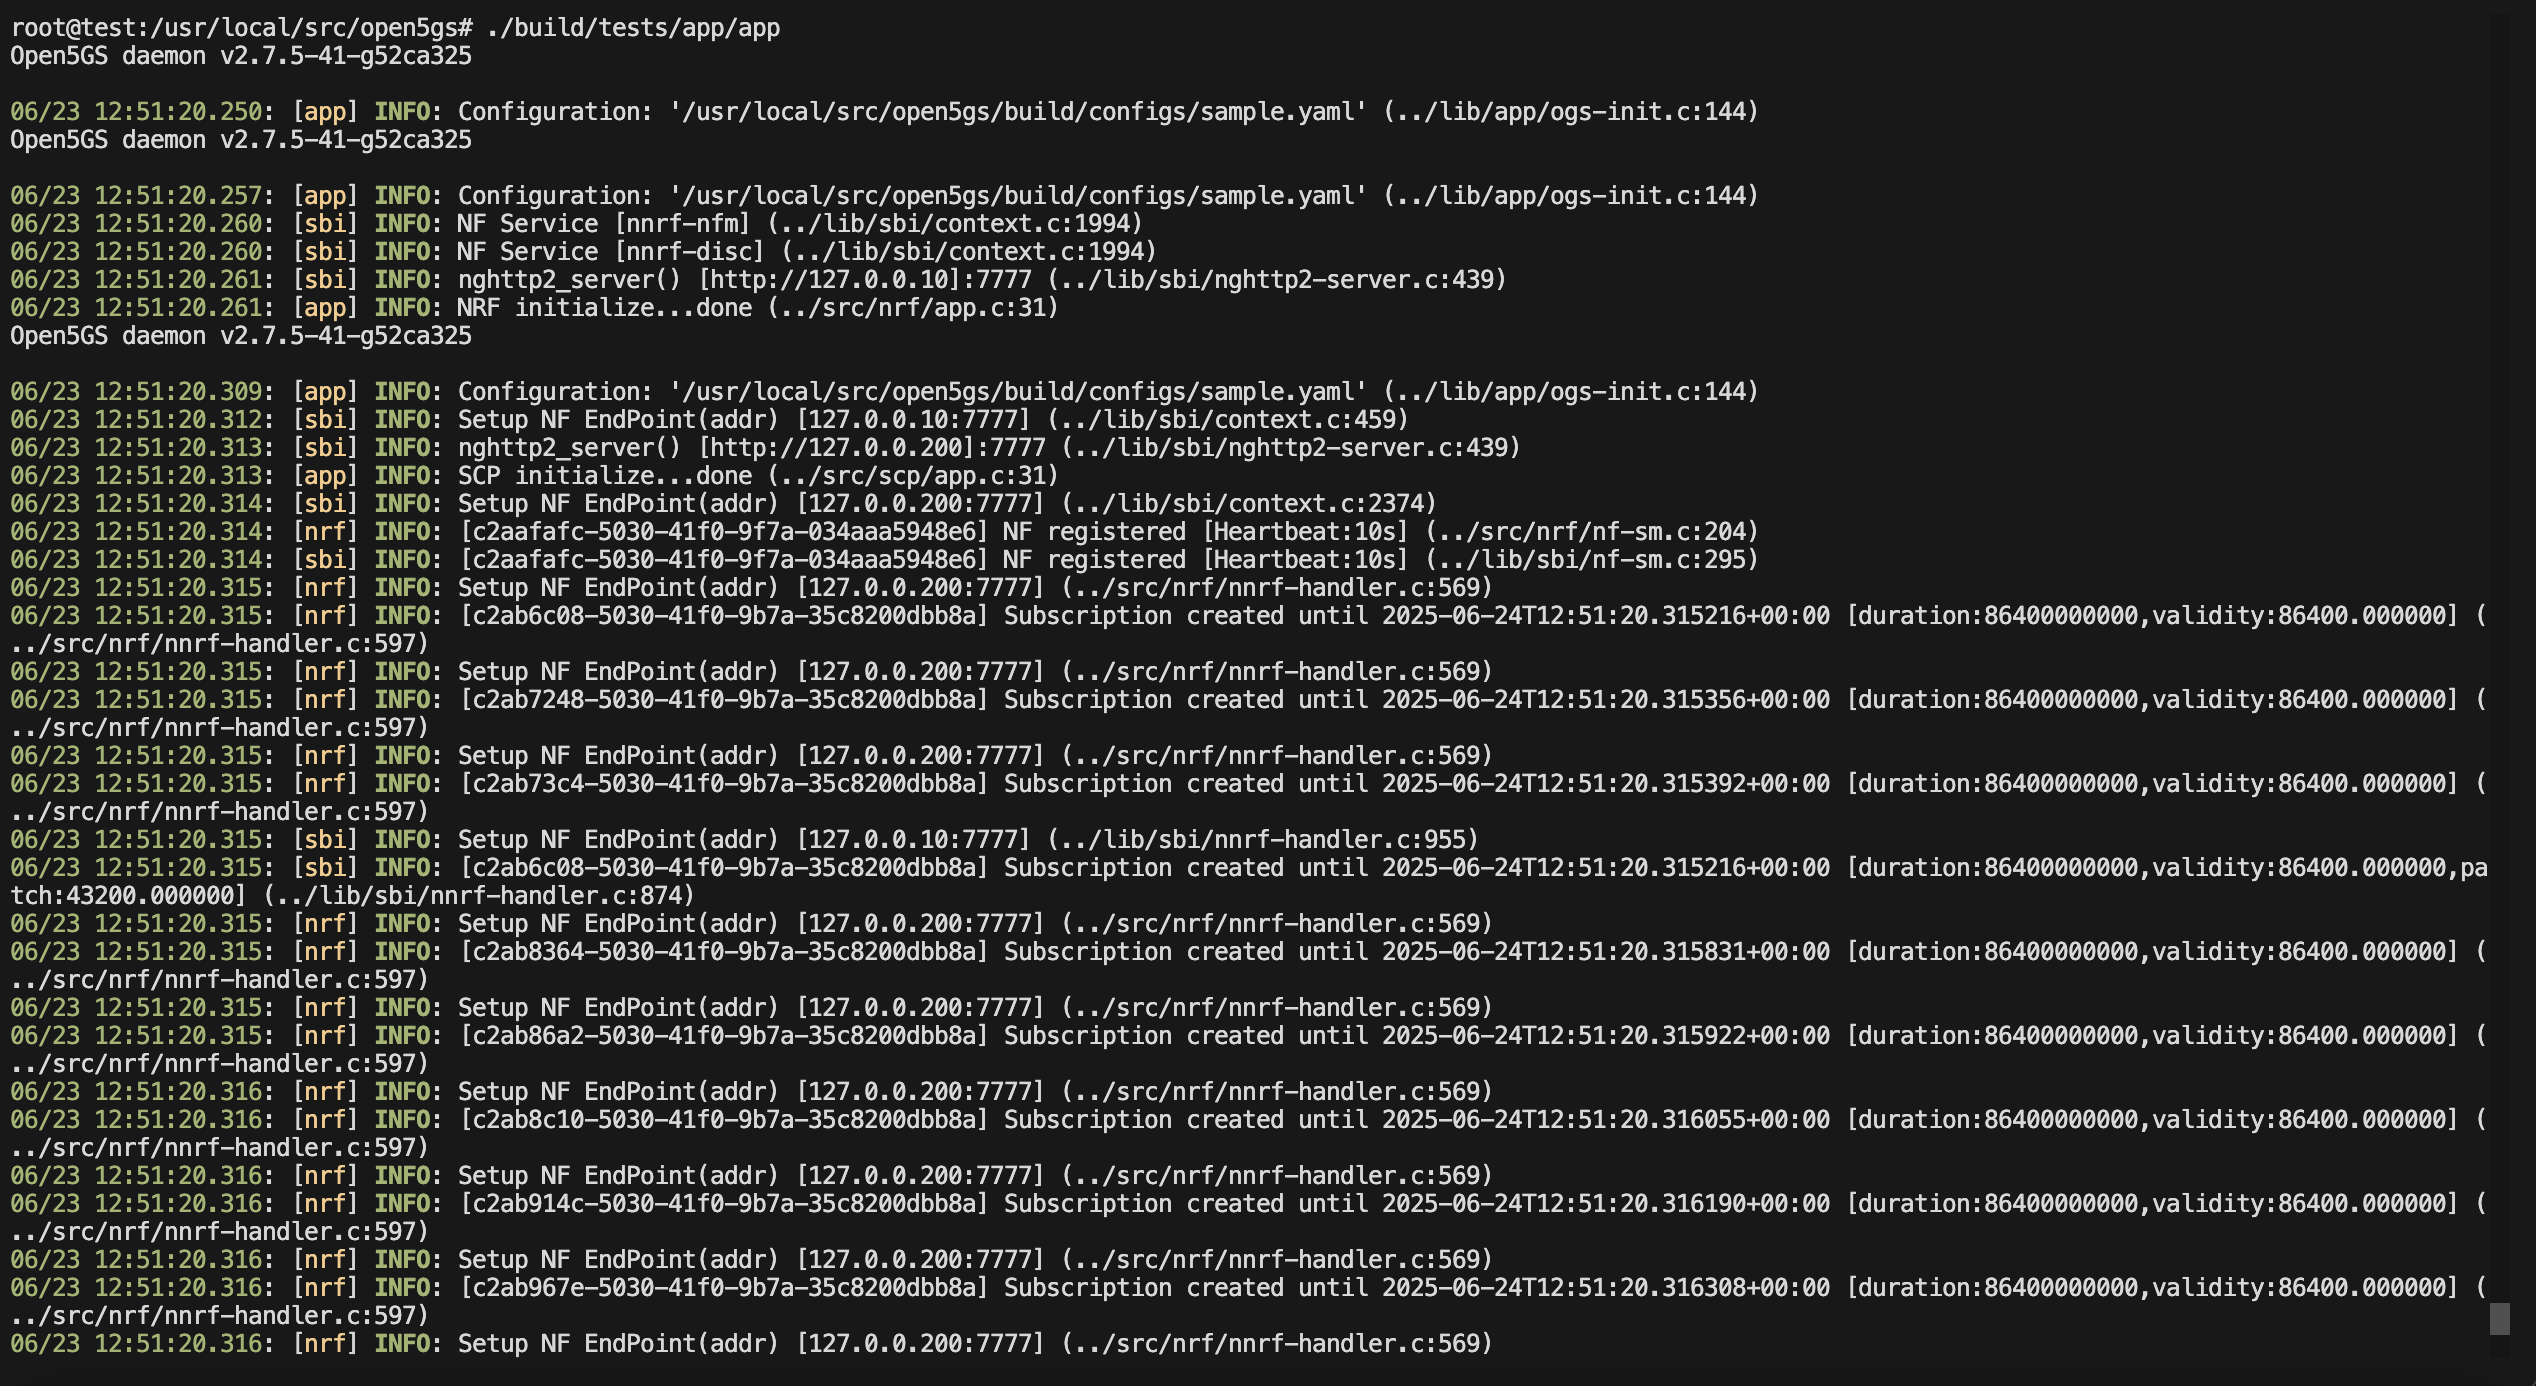 root@test:/usr/local/src/open5gs# ./build/tests/app/app
Open5GS daemon v2.7.5-41-g52ca325

06/23 12:51:20.250: [app] INFO: Configuration: '/usr/local/src/open5gs/build/configs/sample.yaml' (../lib/app/ogs-init.c:144)
Open5GS daemon v2.7.5-41-g52ca325

06/23 12:51:20.257: [app] INFO: Configuration: '/usr/local/src/open5gs/build/configs/sample.yaml' (../lib/app/ogs-init.c:144)
06/23 12:51:20.260: [sbi] INFO: NF Service [nnrf-nfm] (../lib/sbi/context.c:1994)
06/23 12:51:20.260: [sbi] INFO: NF Service [nnrf-disc] (../lib/sbi/context.c:1994)
06/23 12:51:20.261: [sbi] INFO: nghttp2_server() [http://127.0.0.10]:7777 (../lib/sbi/nghttp2-server.c:439)
06/23 12:51:20.261: [app] INFO: NRF initialize...done (../src/nrf/app.c:31)
Open5GS daemon v2.7.5-41-g52ca325

06/23 12:51:20.309: [app] INFO: Configuration: '/usr/local/src/open5gs/build/configs/sample.yaml' (../lib/app/ogs-init.c:144)
06/23 12:51:20.312: [sbi] INFO: Setup NF EndPoint(addr) [127.0.0.10:7777] (../lib/sbi/context.c:459)
06/23 12:51:20.313: [sbi] INFO: nghttp2_server() [http://127.0.0.200]:7777 (../lib/sbi/nghttp2-server.c:439)
06/23 12:51:20.313: [app] INFO: SCP initialize...done (../src/scp/app.c:31)
06/23 12:51:20.314: [sbi] INFO: Setup NF EndPoint(addr) [127.0.0.200:7777] (../lib/sbi/context.c:2374)
06/23 12:51:20.314: [nrf] INFO: [c2aafafc-5030-41f0-9f7a-034aaa5948e6] NF registered [Heartbeat:10s] (../src/nrf/nf-sm.c:204)
06/23 12:51:20.314: [sbi] INFO: [c2aafafc-5030-41f0-9f7a-034aaa5948e6] NF registered [Heartbeat:10s] (../lib/sbi/nf-sm.c:295)
06/23 12:51:20.315: [nrf] INFO: Setup NF EndPoint(addr) [127.0.0.200:7777] (../src/nrf/nnrf-handler.c:569)
06/23 12:51:20.315: [nrf] INFO: [c2ab6c08-5030-41f0-9b7a-35c8200dbb8a] Subscription created until 2025-06-24T12:51:20.315216+00:00 [duration:86400000000,validity:86400.000000] (
../src/nrf/nnrf-handler.c:597)
06/23 12:51:20.315: [nrf] INFO: Setup NF EndPoint(addr) [127.0.0.200:7777] (../src/nrf/nnrf-handler.c:569)
06/23 12:51:20.315: [nrf] INFO: [c2ab7248-5030-41f0-9b7a-35c8200dbb8a] Subscription created until 2025-06-24T12:51:20.315356+00:00 [duration:86400000000,validity:86400.000000] (
../src/nrf/nnrf-handler.c:597)
06/23 12:51:20.315: [nrf] INFO: Setup NF EndPoint(addr) [127.0.0.200:7777] (../src/nrf/nnrf-handler.c:569)
06/23 12:51:20.315: [nrf] INFO: [c2ab73c4-5030-41f0-9b7a-35c8200dbb8a] Subscription created until 2025-06-24T12:51:20.315392+00:00 [duration:86400000000,validity:86400.000000] (
../src/nrf/nnrf-handler.c:597)
06/23 12:51:20.315: [sbi] INFO: Setup NF EndPoint(addr) [127.0.0.10:7777] (../lib/sbi/nnrf-handler.c:955)
06/23 12:51:20.315: [sbi] INFO: [c2ab6c08-5030-41f0-9b7a-35c8200dbb8a] Subscription created until 2025-06-24T12:51:20.315216+00:00 [duration:86400000000,validity:86400.000000,pa
tch:43200.000000] (../lib/sbi/nnrf-handler.c:874)
06/23 12:51:20.315: [nrf] INFO: Setup NF EndPoint(addr) [127.0.0.200:7777] (../src/nrf/nnrf-handler.c:569)
06/23 12:51:20.315: [nrf] INFO: [c2ab8364-5030-41f0-9b7a-35c8200dbb8a] Subscription created until 2025-06-24T12:51:20.315831+00:00 [duration:86400000000,validity:86400.000000] (
../src/nrf/nnrf-handler.c:597)
06/23 12:51:20.315: [nrf] INFO: Setup NF EndPoint(addr) [127.0.0.200:7777] (../src/nrf/nnrf-handler.c:569)
06/23 12:51:20.315: [nrf] INFO: [c2ab86a2-5030-41f0-9b7a-35c8200dbb8a] Subscription created until 2025-06-24T12:51:20.315922+00:00 [duration:86400000000,validity:86400.000000] (
../src/nrf/nnrf-handler.c:597)
06/23 12:51:20.316: [nrf] INFO: Setup NF EndPoint(addr) [127.0.0.200:7777] (../src/nrf/nnrf-handler.c:569)
06/23 12:51:20.316: [nrf] INFO: [c2ab8c10-5030-41f0-9b7a-35c8200dbb8a] Subscription created until 2025-06-24T12:51:20.316055+00:00 [duration:86400000000,validity:86400.000000] (
../src/nrf/nnrf-handler.c:597)
06/23 12:51:20.316: [nrf] INFO: Setup NF EndPoint(addr) [127.0.0.200:7777] (../src/nrf/nnrf-handler.c:569)
06/23 12:51:20.316: [nrf] INFO: [c2ab914c-5030-41f0-9b7a-35c8200dbb8a] Subscription created until 2025-06-24T12:51:20.316190+00:00 [duration:86400000000,validity:86400.000000] (
../src/nrf/nnrf-handler.c:597)
06/23 12:51:20.316: [nrf] INFO: Setup NF EndPoint(addr) [127.0.0.200:7777] (../src/nrf/nnrf-handler.c:569)
06/23 12:51:20.316: [nrf] INFO: [c2ab967e-5030-41f0-9b7a-35c8200dbb8a] Subscription created until 2025-06-24T12:51:20.316308+00:00 [duration:86400000000,validity:86400.000000] (
../src/nrf/nnrf-handler.c:597)
06/23 12:51:20.316: [nrf] INFO: Setup NF EndPoint(addr) [127.0.0.200:7777] (../src/nrf/nnrf-handler.c:569)